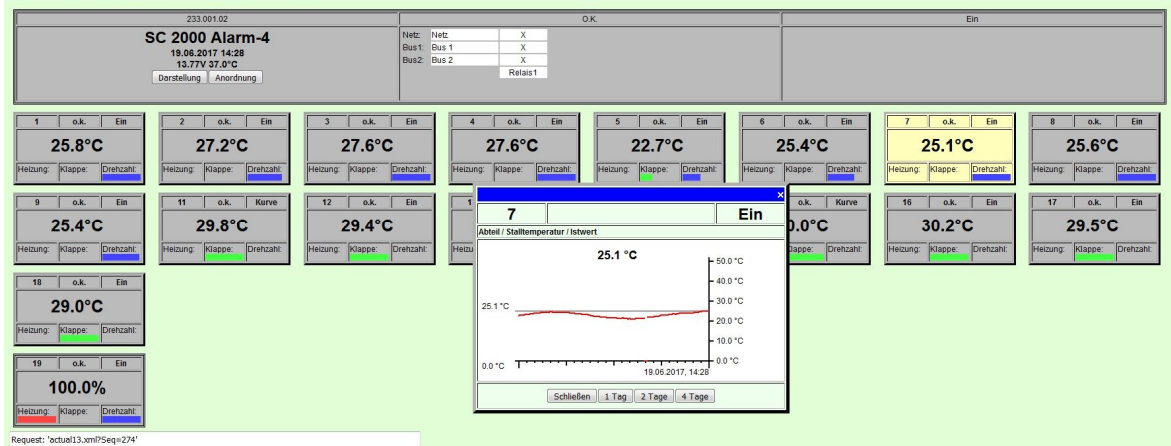 233.001.02 O.K. Ein
SC 2000 Alarm-4
19.06.2017 14:28
13.77V 37.0°C
Darstellung Anordnung
Netz: Netz X
Bus1: Bus 1 X
Bus2: Bus 2 X
Relais1
1 o.k. Ein 2 o.k. Ein 3 o.k. Ein 4 o.k. Ein 5 o.k. Ein 6 o.k. Ein 7 o.k. Ein 8 o.k. Ein
25.8°C 27.2°C 27.6°C 27.6°C 22.7°C 25.4°C 25.1°C 25.6°C
Heizung: Klappe: Drehzahl: Heizung: Klappe: Drehzahl: Heizung: Klappe: Drehzahl: Heizung: Klappe: Drehzahl: Heizung: Klappe: Drehzahl: Heizung: Klappe: Drehzahl: Heizung: Klappe: Drehzahl: Heizung: Klappe: Drehzahl:
9 o.k. Ein 11 o.k. Kurve 12 o.k. Ein 1 o.k. Kurve 16 o.k. Ein 17 o.k. Ein
25.4°C 29.8°C 29.4°C 0.0°C 30.2°C 29.5°C
Heizung: Klappe: Drehzahl: Heizung: Klappe: Drehzahl: Heizung: Klappe: Drehzahl: Drehzahl: Heizung: Klappe: Drehzahl: Heizung: Klappe: Drehzahl:
18 o.k. Ein
29.0°C
Heizung: Klappe: Drehzahl:
19 o.k. Ein
100.0%
Heizung: Klappe: Drehzahl:
x
7 Ein
Abteil / Stalltemperatur / Istwert
25.1 °C
50.0 °C
40.0 °C
30.0 °C
25.1 °C
20.0 °C
10.0 °C
0.0 °C 0.0 °C
19.06.2017, 14:28
Schließen 1 Tag 2 Tage 4 Tage
Request: 'actual13.xml?Seq=274'